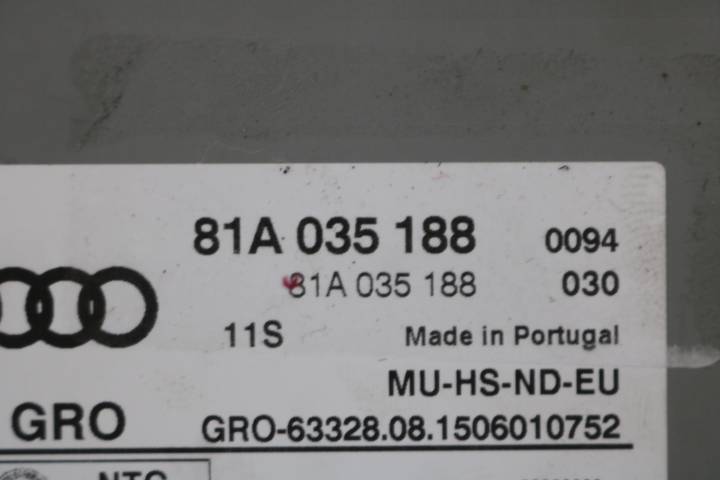 81A 035 188 0094
81A 035 188 030
11S Made in Portugal
MU-HS-ND-EU
GRO GRO-63328.08.1506010752
NTC